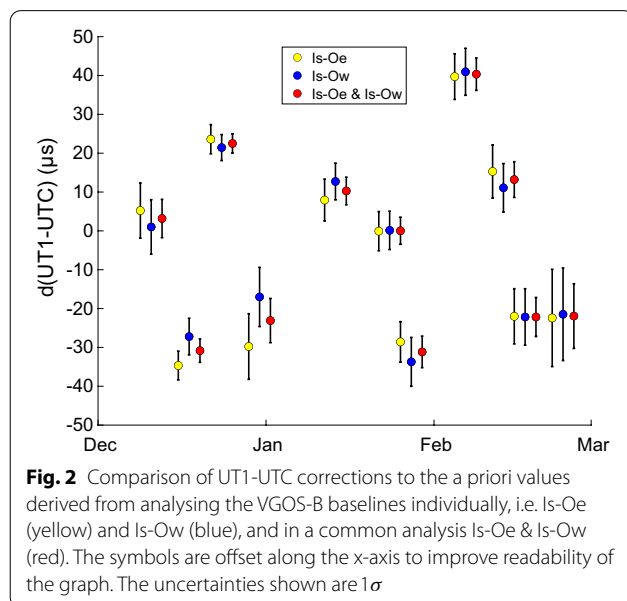 50
40
30
20
10
0
-10
-20
-30
-40
-50
d(UT1-UTC) (µs)
Is-Oe
Is-Ow
Is-Oe & Is-Ow
Dec
Jan
Feb
Mar
Fig. 2 Comparison of UT1-UTC corrections to the a priori values
derived from analysing the VGOS-B baselines individually, i.e. Is-Oe
(yellow) and Is-Ow (blue), and in a common analysis Is-Oe & Is-Ow
(red). The symbols are offset along the x-axis to improve readability of
the graph. The uncertainties shown are 1σ